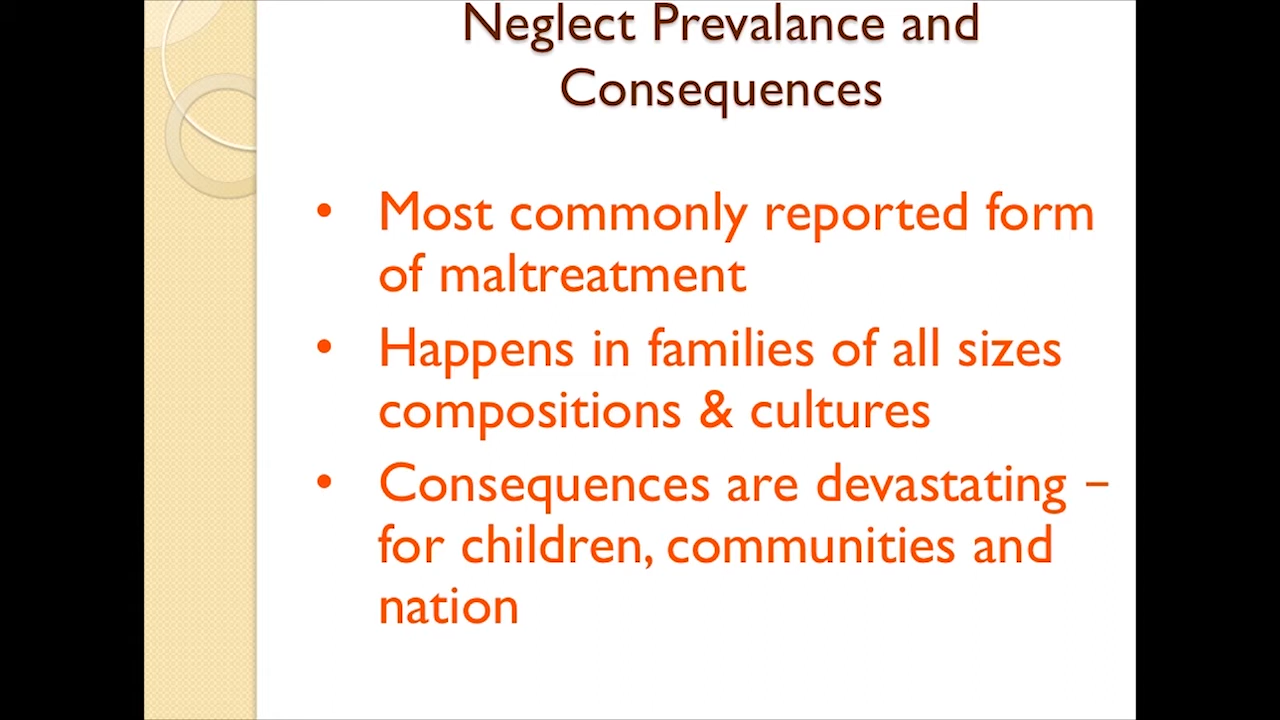 Neglect Prevalance and
Consequences
• Most commonly reported form
of maltreatment
• Happens in families of all sizes
compositions & cultures
• Consequences are devastating –
for children, communities and
nation